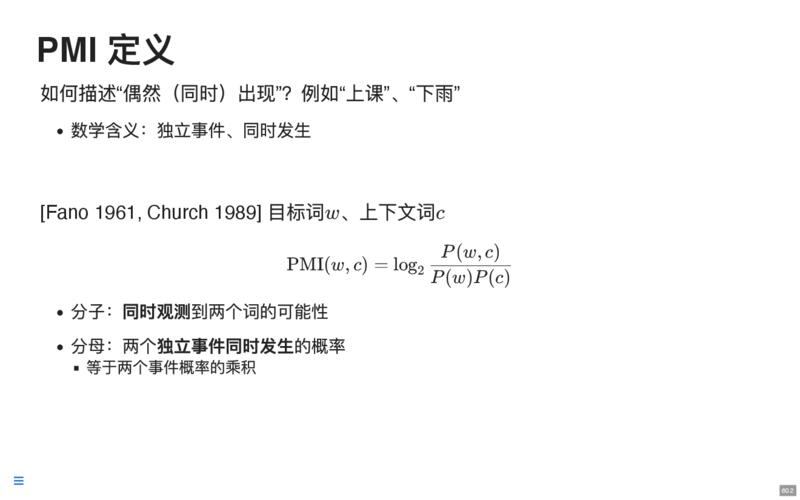 PMI 定义
如何描述“偶然（同时）出现”？例如“上课”、“下雨”
• 数学含义：独立事件、同时发生
[Fano 1961, Church 1989] 目标词w、上下文词c
PMI(w, c) = log₂ P(w, c) / P(w)P(c)
• 分子：同时观测到两个词的可能性
• 分母：两个独立事件同时发生的概率
▪ 等于两个事件概率的乘积
60.2